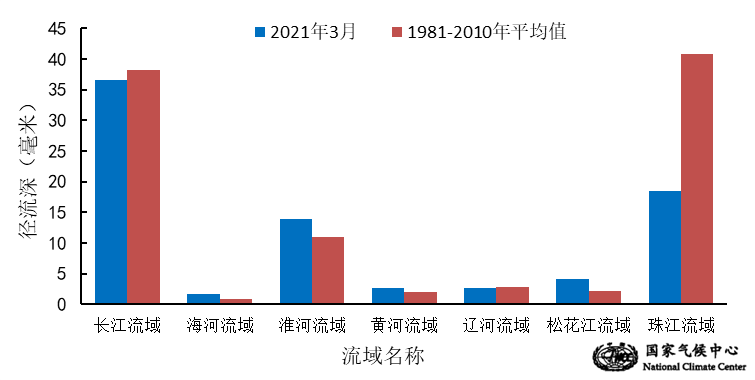 2021年3月 1981-2010年平均值
径流深（毫米）
45
40
35
30
25
20
15
10
5
0
长江流域 海河流域 淮河流域 黄河流域 辽河流域 松花江流域 珠江流域
流域名称
国家气候中心
National Climate Center